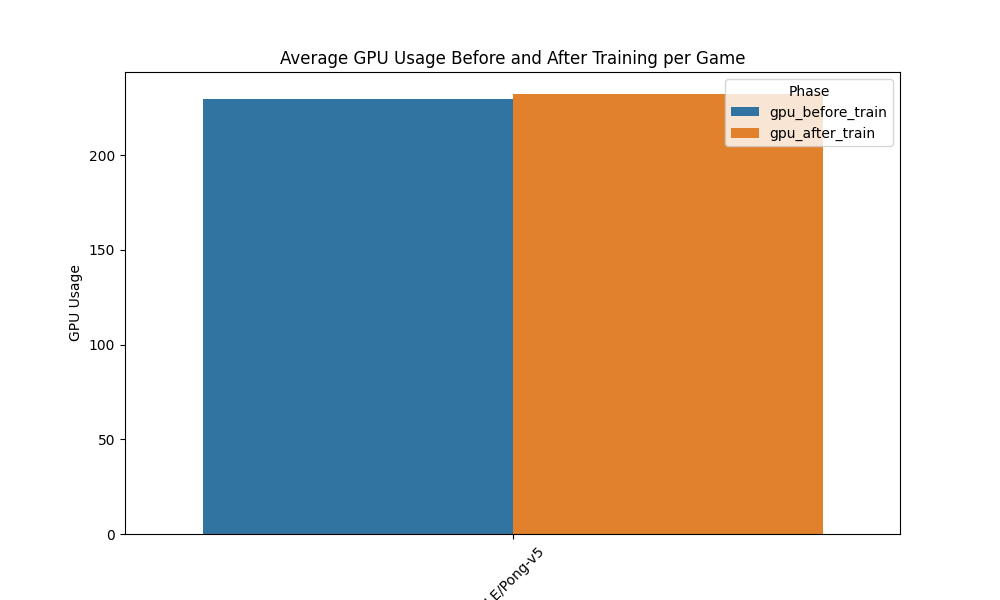 Average GPU Usage Before and After Training per Game
Phase
gpu_before_train
gpu_after_train
200
150
100
50
0
GPU Usage
LE/Pong-v5